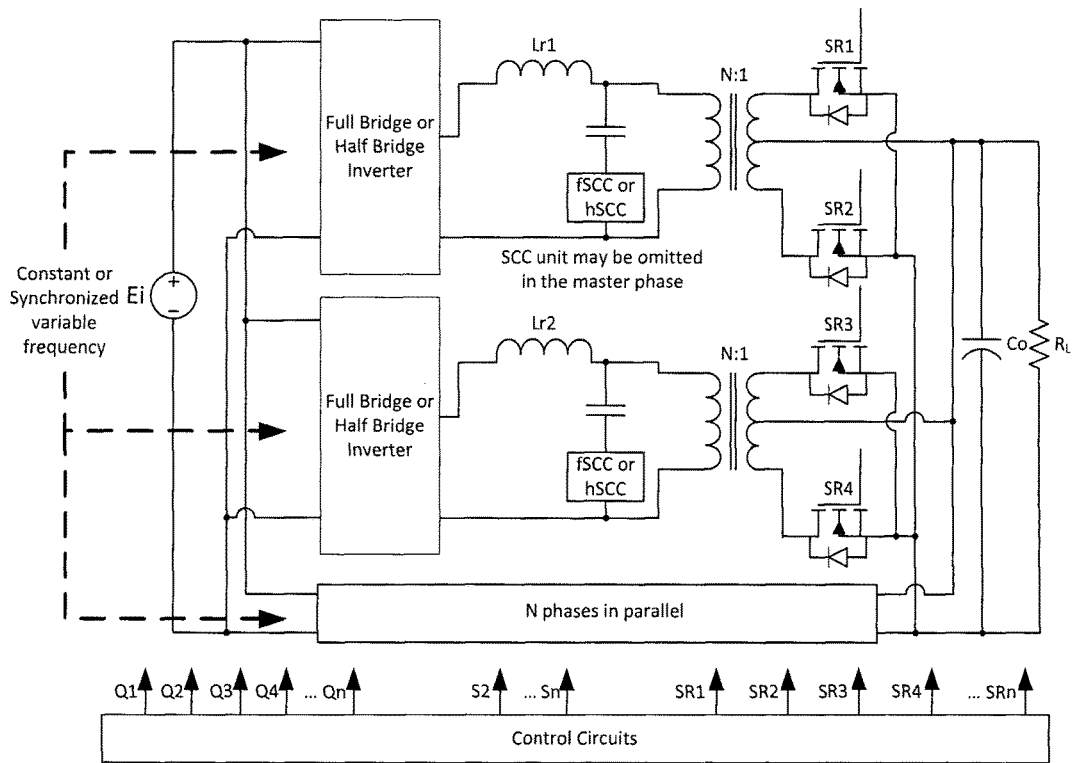 Lr1
N:1
SR1
Full Bridge or
Half Bridge
Inverter
fSCC or
hSCC
SR2
SCC unit may be omitted
in the master phase
Constant or
Synchronized
variable
frequency
Ei
+
−
Lr2
N:1
SR3
Co
RL
Full Bridge or
Half Bridge
Inverter
fSCC or
hSCC
SR4
N phases in parallel
Q1 Q2 Q3 Q4 ... Qn S2 ... Sn SR1 SR2 SR3 SR4 ... SRn
Control Circuits